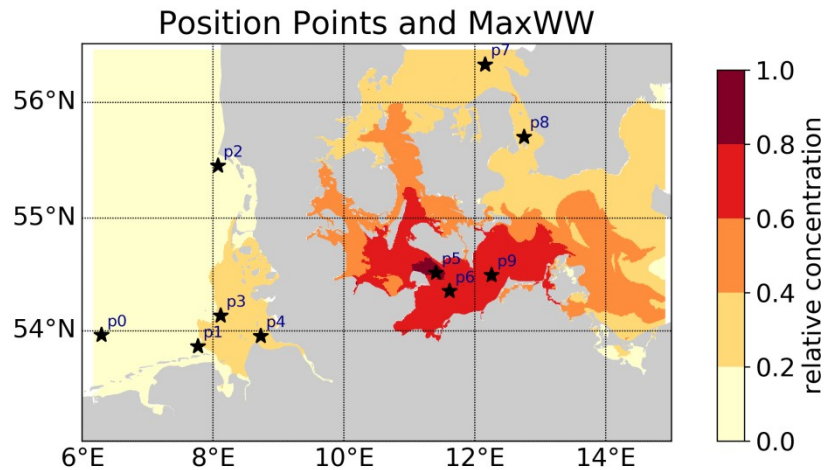 Position Points and MaxWW
p7
1.0
56°N
p8
0.8
p2
55°N
0.6
p5
p9
p6
0.4
p3
54°N
p0
p1
p4
0.2
0.0
6°E
8°E
10°E
12°E
14°E
relative concentration